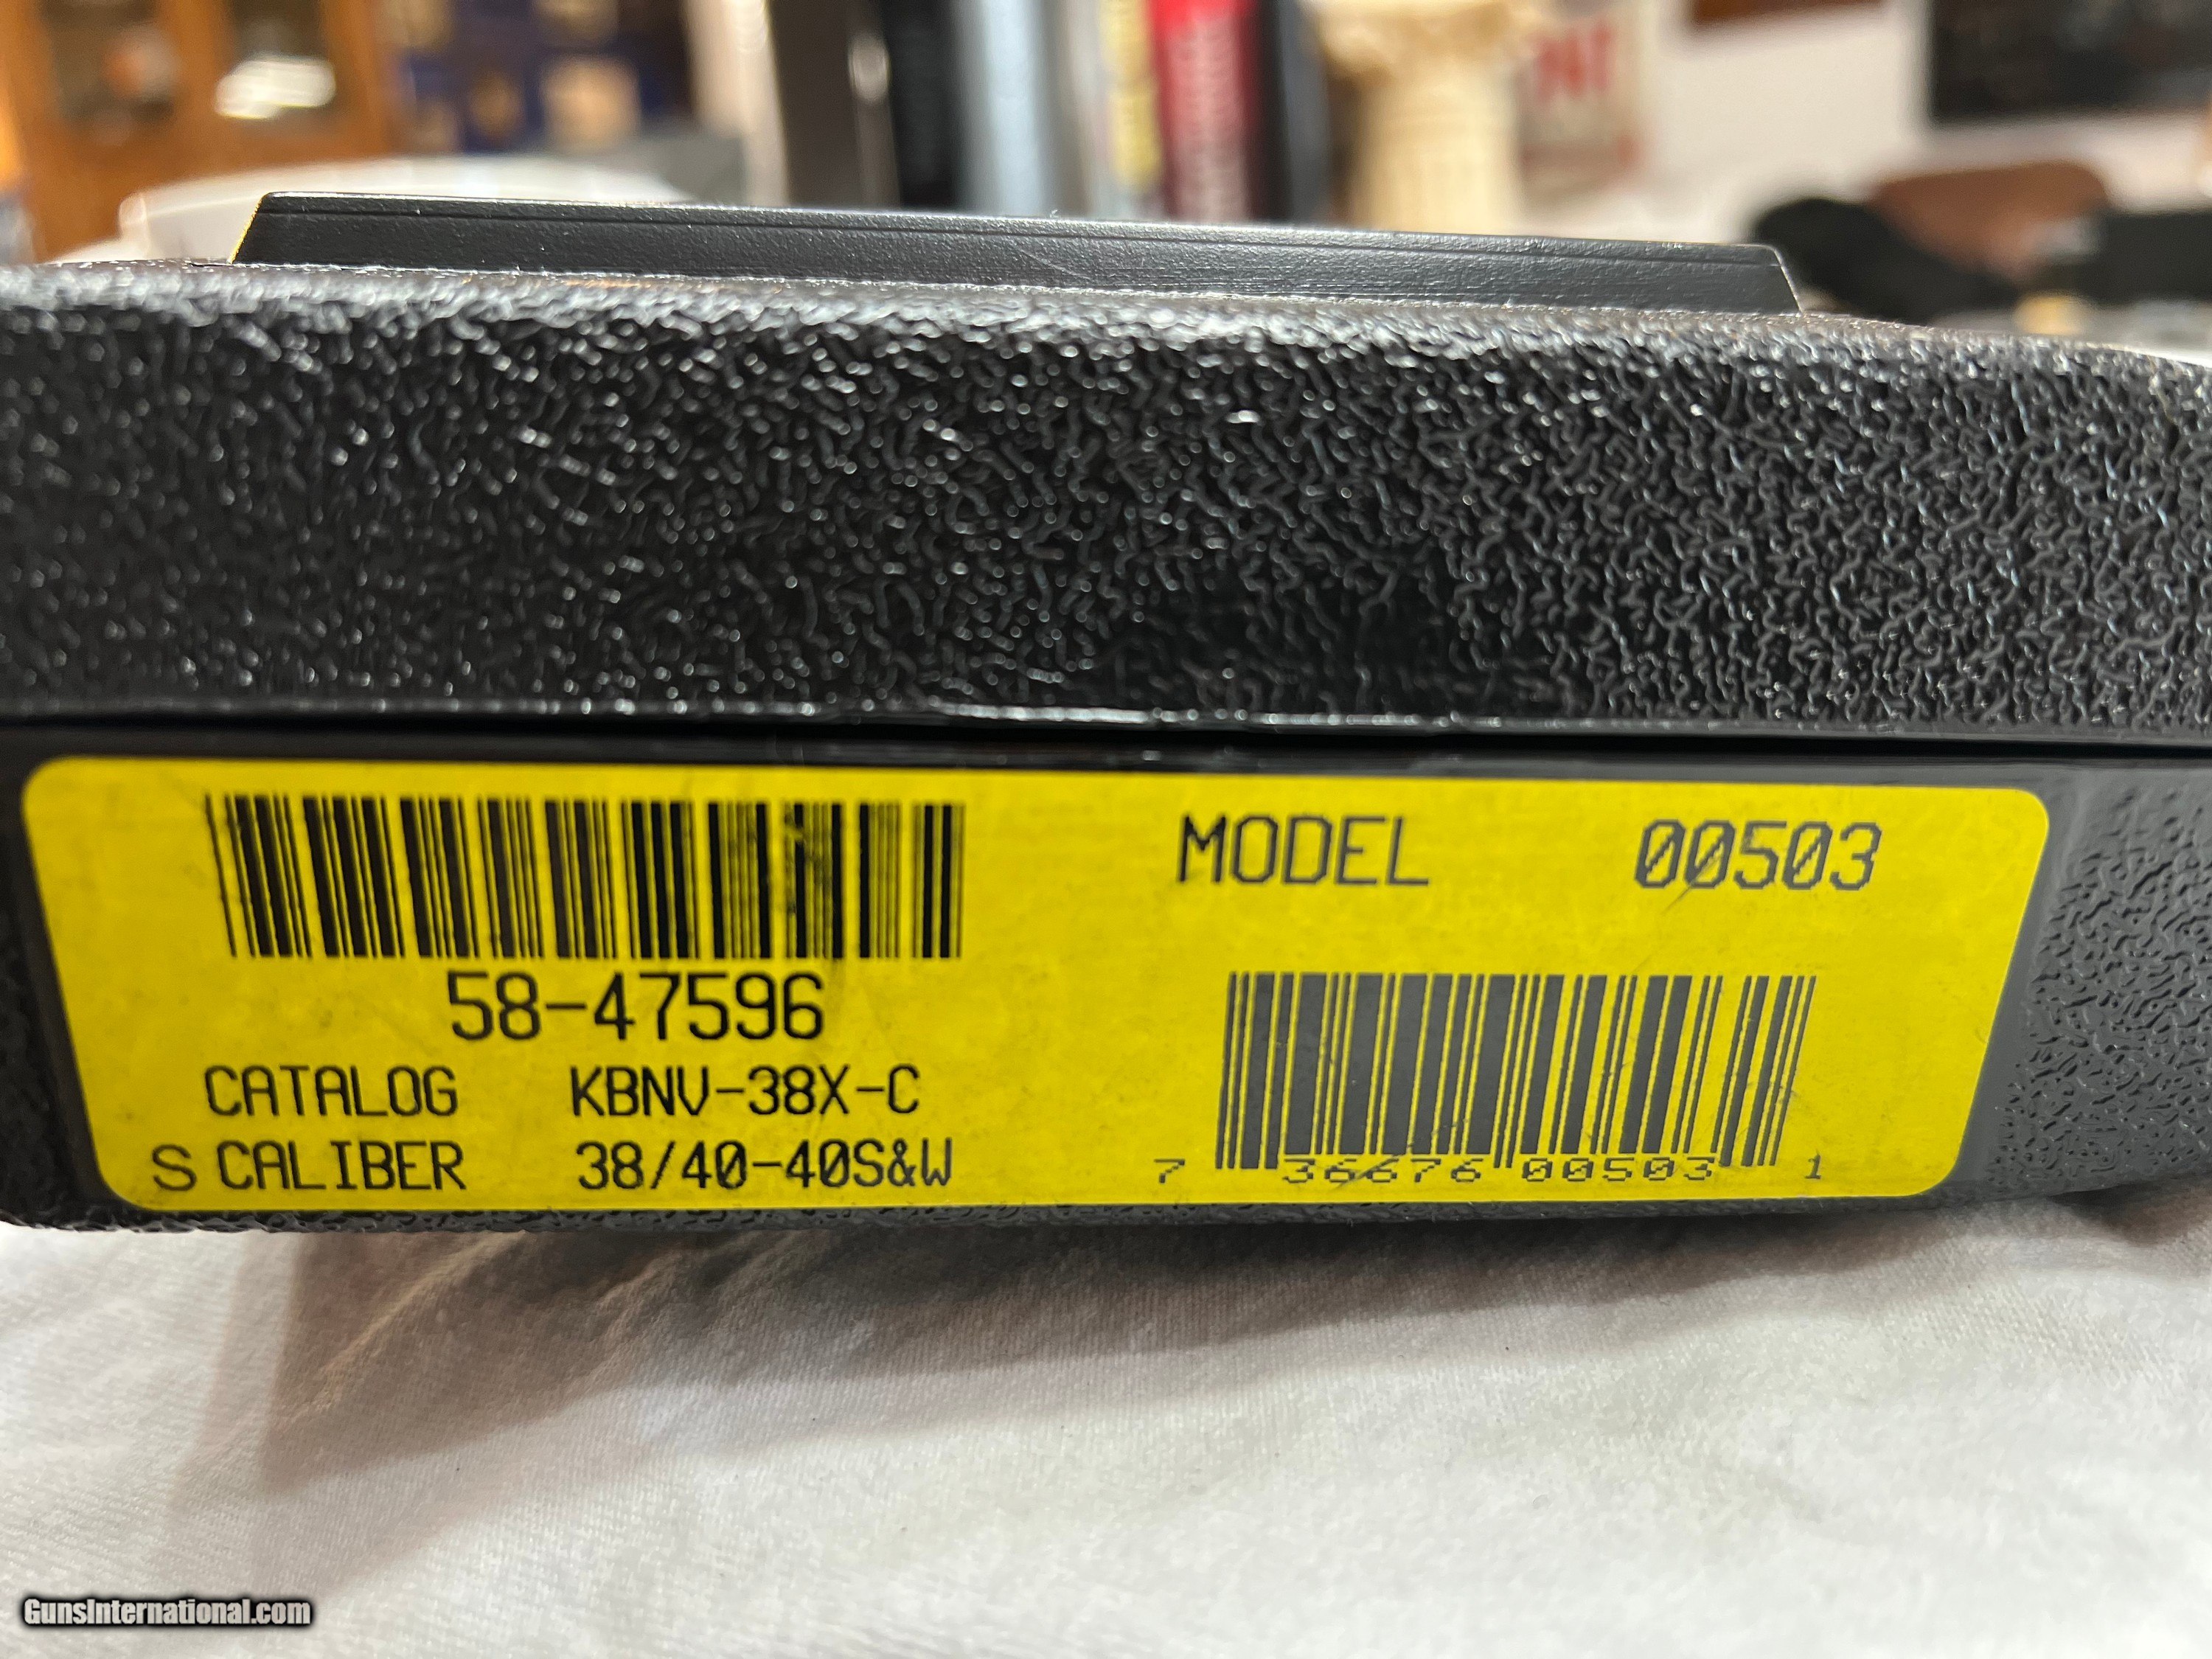 MODEL 00503
58-47596
CATALOG KBNV-38X-C
S CALIBER 38/40-40S&W
7 36676 00503 1
GunsInternational.com